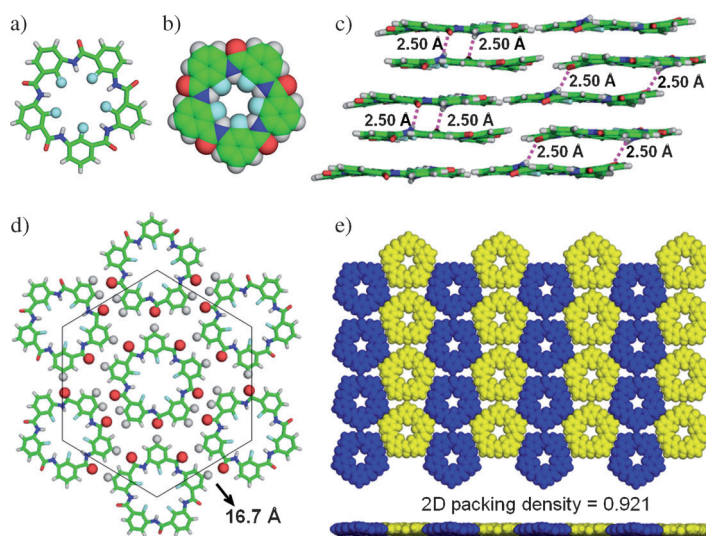 a)
b)
c)
2.50 Å 2.50 Å
2.50 Å 2.50 Å
2.50 Å 2.50 Å
2.50 Å 2.50 Å
d)
16.7 Å
e)
2D packing density = 0.921